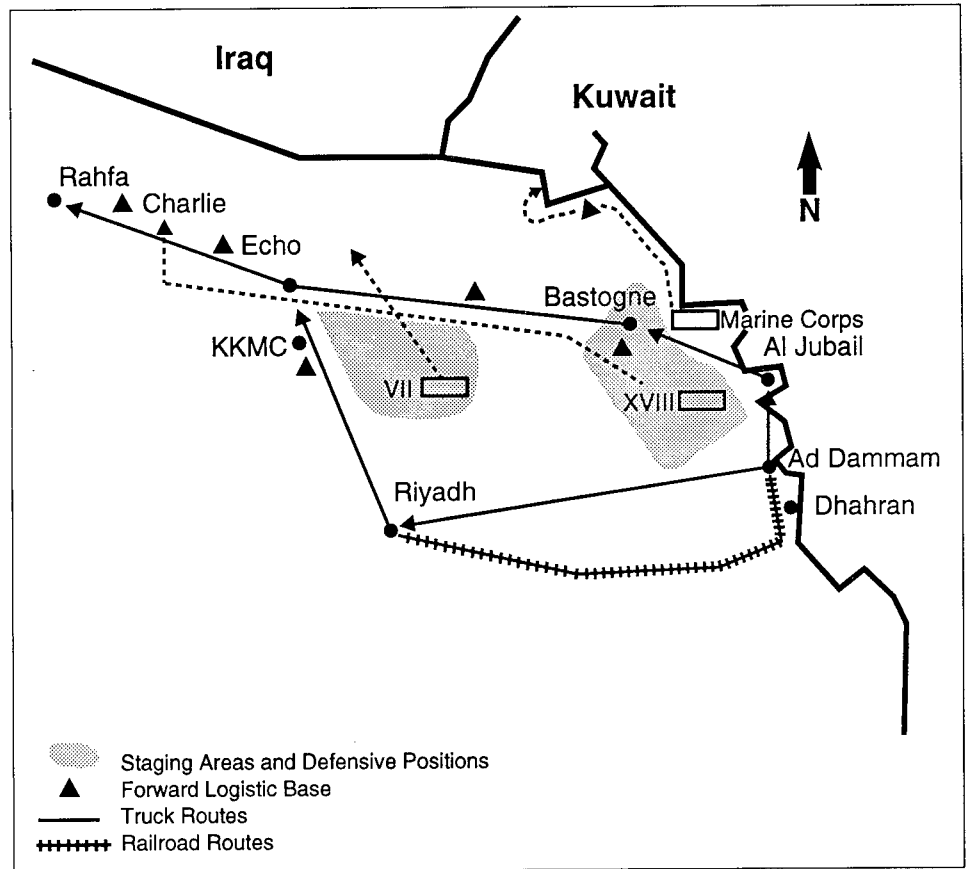 Iraq
Kuwait
N
Rahfa
Charlie
Echo
Bastogne
Marine Corps
Al Jubail
KKMC
VII
XVIII
Ad Dammam
Riyadh
Dhahran
Staging Areas and Defensive Positions
Forward Logistic Base
Truck Routes
Railroad Routes